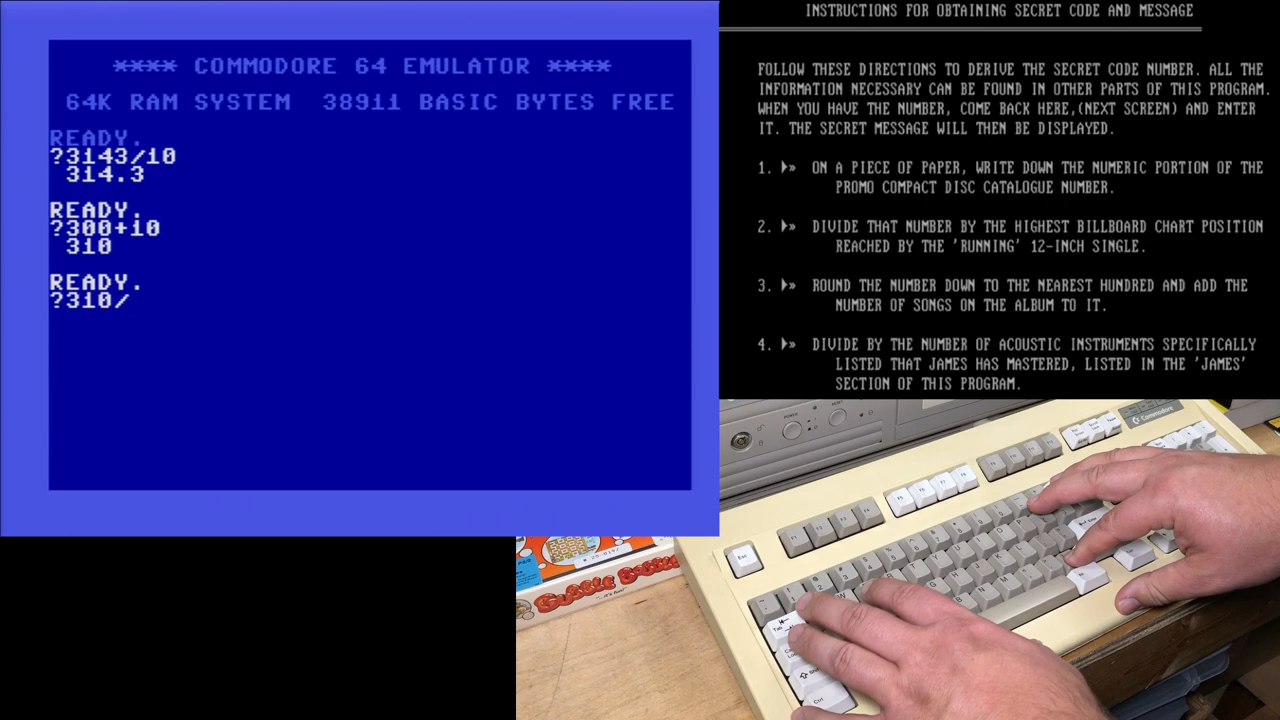 **** COMMODORE 64 EMULATOR ****
64K RAM SYSTEM 38911 BASIC BYTES FREE
READY.
?3143/10
314.3
READY.
?300+10
310
READY.
?310/
INSTRUCTIONS FOR OBTAINING SECRET CODE AND MESSAGE
FOLLOW THESE DIRECTIONS TO DERIVE THE SECRET CODE NUMBER. ALL THE
INFORMATION NECESSARY CAN BE FOUND IN OTHER PARTS OF THIS PROGRAM.
WHEN YOU HAVE THE NUMBER, COME BACK HERE,(NEXT SCREEN) AND ENTER
IT. THE SECRET MESSAGE WILL THEN BE DISPLAYED.
1. ►» ON A PIECE OF PAPER, WRITE DOWN THE NUMERIC PORTION OF THE
PROMO COMPACT DISC CATALOGUE NUMBER.
2. ►» DIVIDE THAT NUMBER BY THE HIGHEST BILLBOARD CHART POSITION
REACHED BY THE 'RUNNING' 12-INCH SINGLE.
3. ►» ROUND THE NUMBER DOWN TO THE NEAREST HUNDRED AND ADD THE
NUMBER OF SONGS ON THE ALBUM TO IT.
4. ►» DIVIDE BY THE NUMBER OF ACOUSTIC INSTRUMENTS SPECIFICALLY
LISTED THAT JAMES HAS MASTERED, LISTED IN THE 'JAMES'
SECTION OF THIS PROGRAM.
POWER
RESET
Commodore
Esc
Tab
Ctrl
BUBBLE BOBBLE